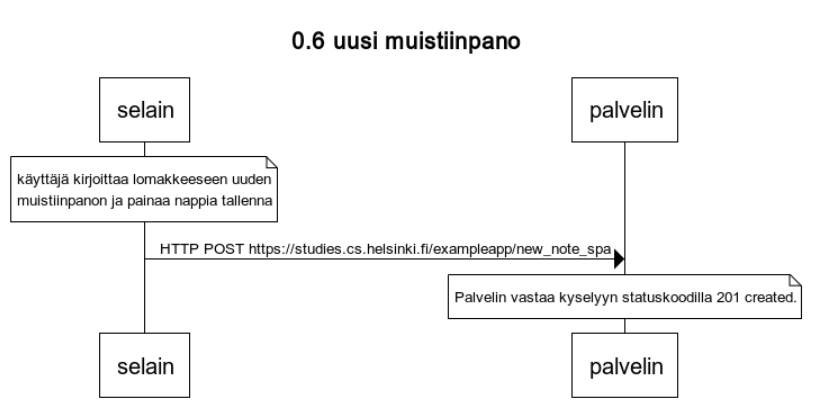 0.6 uusi muistiinpano
selain
palvelin
käyttäjä kirjoittaa lomakkeeseen uuden
muistiinpanon ja painaa nappia tallenna
HTTP POST https://studies.cs.helsinki.fi/exampleapp/new_note_spa
Palvelin vastaa kyselyyn statuskoodilla 201 created.
selain
palvelin